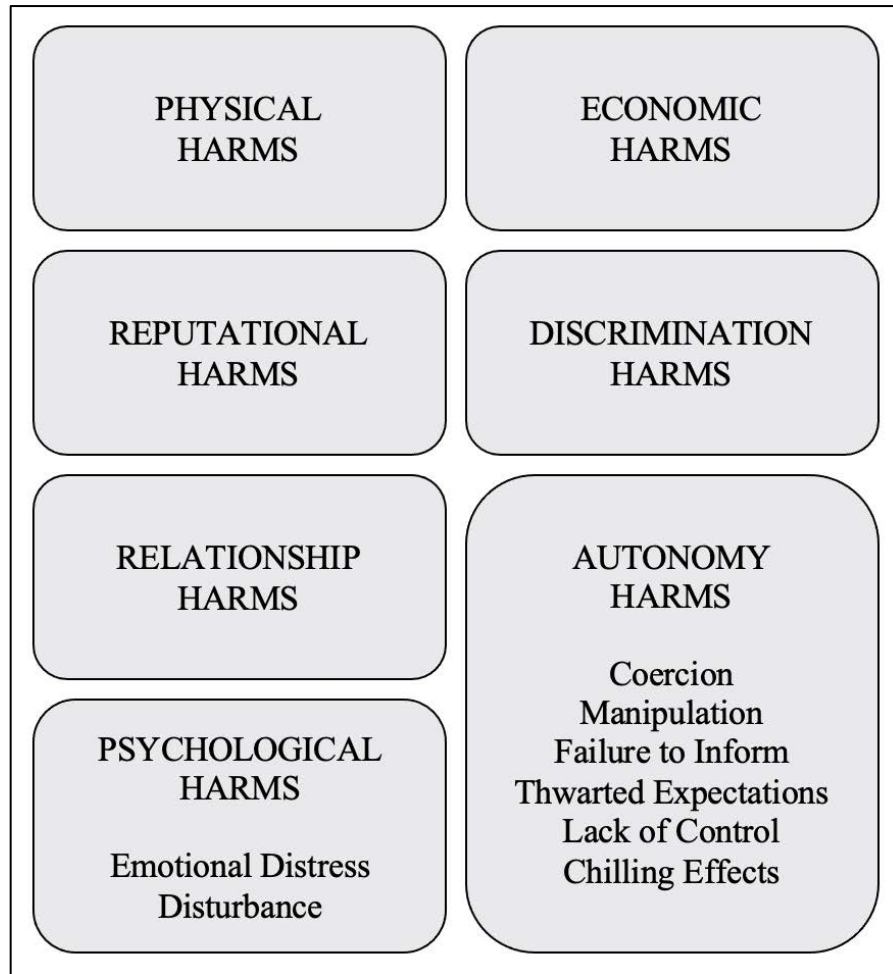 PHYSICAL
HARMS
ECONOMIC
HARMS
REPUTATIONAL
HARMS
DISCRIMINATION
HARMS
RELATIONSHIP
HARMS
AUTONOMY
HARMS
Coercion
Manipulation
Failure to Inform
Thwarted Expectations
Lack of Control
Chilling Effects
PSYCHOLOGICAL
HARMS
Emotional Distress
Disturbance